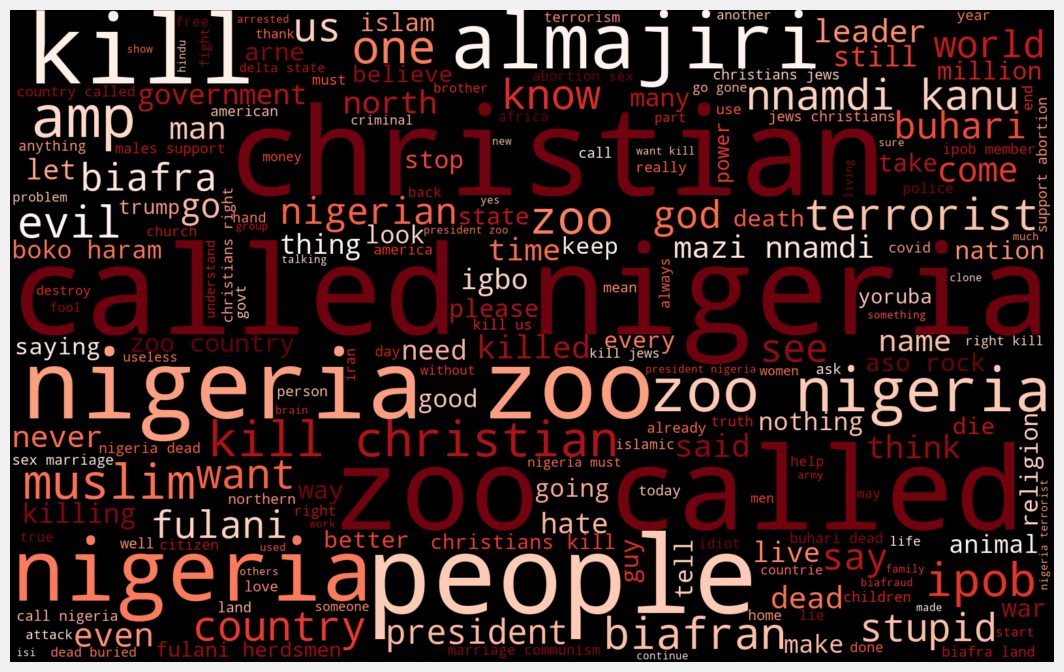 kill
show
hindu
free
fighte
arrested
thank
us
islam
one
arne
delta state
must
believe
brother
almajiri
terrorism
another
abortion sex
christians jews
go gone
leader
still
year
world
million
country called
government
american
north
criminal
know
africa
many
part
use
nnamdi kanu
jews christians
buhari
end
amp
man
anything
males support
christian
money
stop
new
call
want kill
really
power
living
sure
ipob member
take
come
police
support abortion
let
biafra
problem
back
evil
trump
go
church
hand
group
christians right
understand
nigerian
state
yes
president zoo
zoo
god
death
terrorist
boko haram
thing
talking
look
america
time
keep
mazi nnamdi
covid
nation
much
called nigeria
igbo
mean
always
clone
yoruba
something
destroy
fool
govt
please
kill us
zoo country
saying
useless
iran
day
need
killed
kill jews
every
see
name
right kill
aso rock
nigeria zoo
person
brain
without
good
president nigeria
women
ask
zoo nigeria
never
nigeria dead
kill christian
already
truth
nothing
islamic
said
think
die
religion
sex marriage
muslim
want
northern
way
nigeria must
going
today
men
help
army
may
zoo called
nigeria terrorist
killing
right
work
true
fulani
hate
well
citizen
used
better
christians kill
guy
idiot
buhari dead
life
animal
nigeria
others
love
people
tell
live
countrie
say
family
biafraud
children
ipob
call nigeria
land
someone
home
dead
lie
made
war
start
attack
even
country
president
biafran
make
done
stupid
biafra land
isi
dead buried
fulani herdsmen
marriage communism
continue